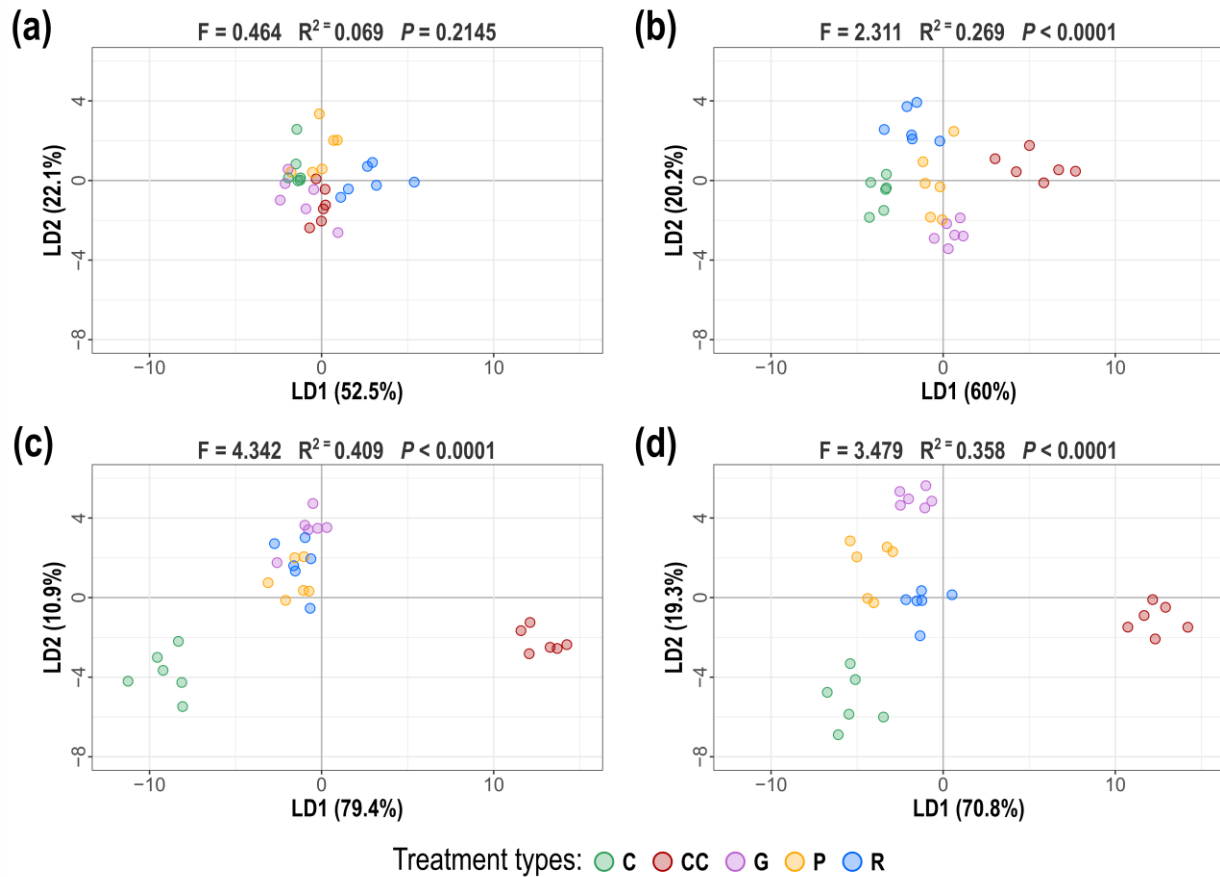 (a)
F = 0.464 R² = 0.069 P = 0.2145
LD2 (22.1%)
4
0
−4
−8
−10
0
10
LD1 (52.5%)
(b)
F = 2.311 R² = 0.269 P < 0.0001
LD2 (20.2%)
4
0
−4
−8
−10
0
10
LD1 (60%)
(c)
F = 4.342 R² = 0.409 P < 0.0001
LD2 (10.9%)
4
0
−4
−8
−10
0
10
LD1 (79.4%)
(d)
F = 3.479 R² = 0.358 P < 0.0001
LD2 (19.3%)
4
0
−4
−8
−10
0
10
LD1 (70.8%)
Treatment types: C CC G P R